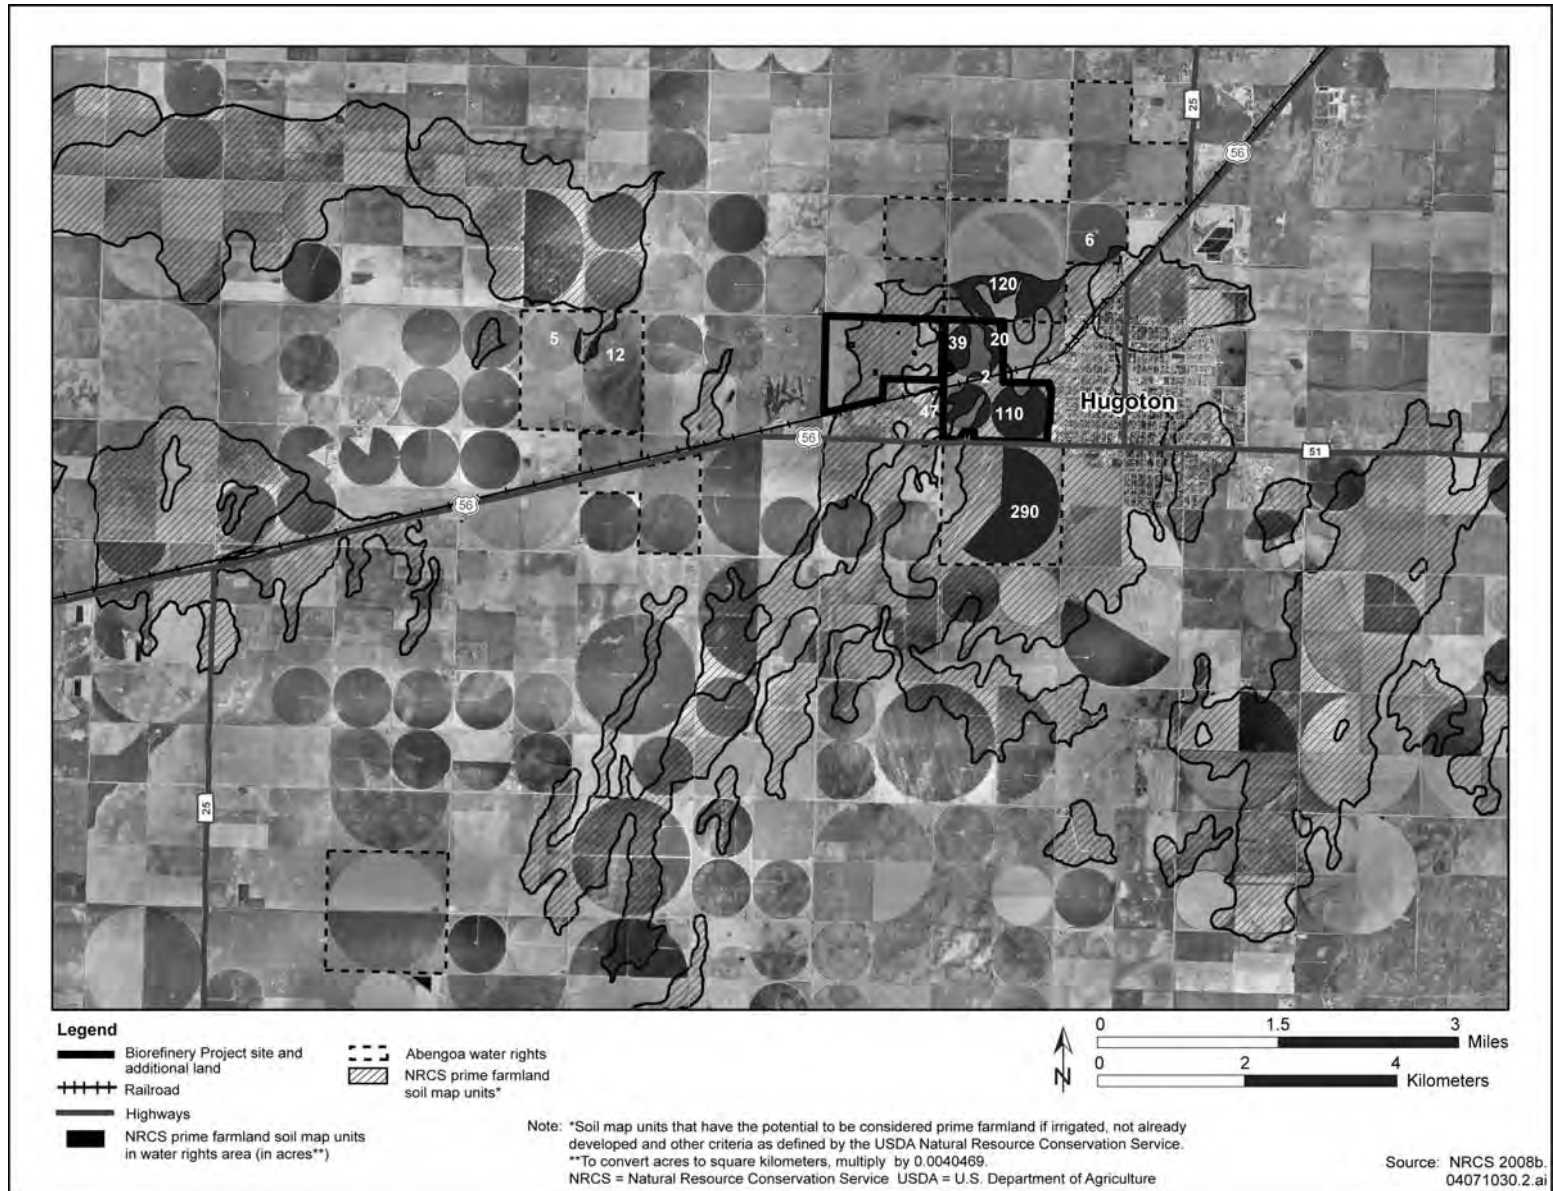 25
56
6
120
5
12
39
20
2
47
110
Hugoton
56
51
56
290
25
Legend
Biorefinery Project site and
additional land
Railroad
Highways
NRCS prime farmland soil map units
in water rights area (in acres**)
Abengoa water rights
NRCS prime farmland
soil map units*
N
0 1.5 3
Miles
0 2 4
Kilometers
Note: *Soil map units that have the potential to be considered prime farmland if irrigated, not already
developed and other criteria as defined by the USDA Natural Resource Conservation Service.
**To convert acres to square kilometers, multiply by 0.0040469.
NRCS = Natural Resource Conservation Service USDA = U.S. Department of Agriculture
Source: NRCS 2008b.
04071030.2.ai